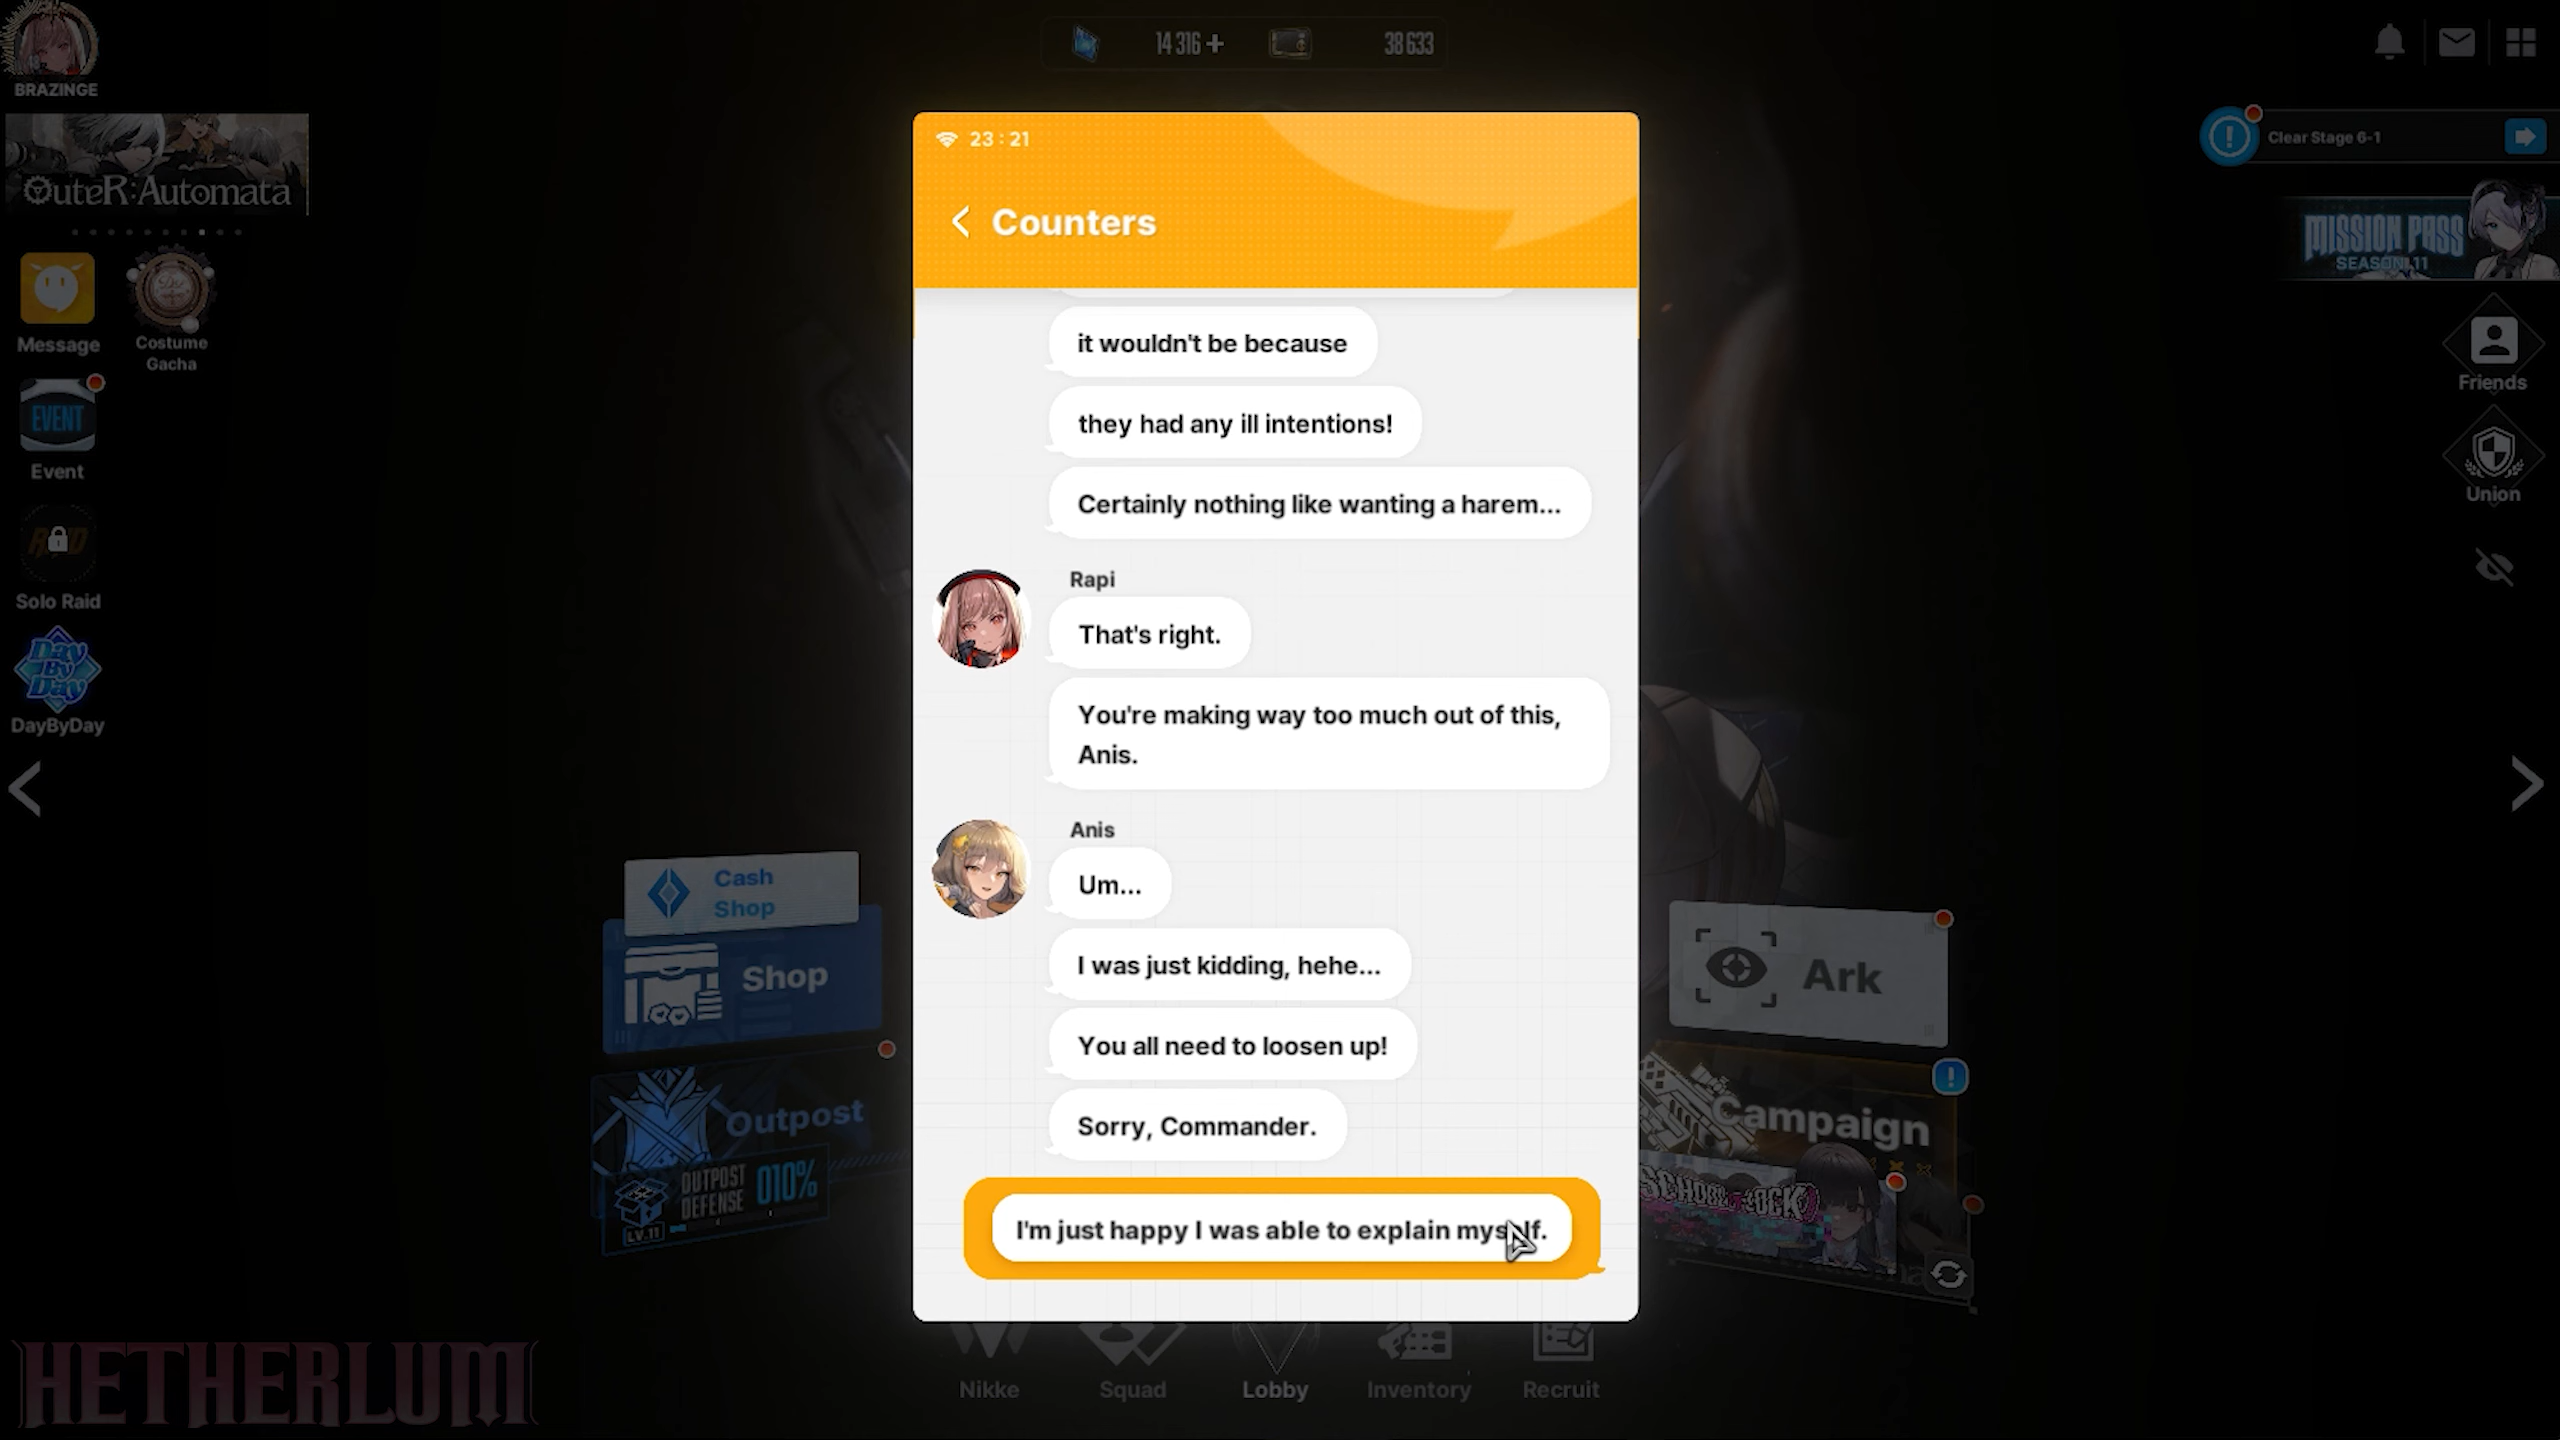 BRAZINGE
14 316 +
38 633
Clear Stage 6-1
OuteR:Automata
MISSION PASS
SEASON 11
Message
Costume
Gacha
EVENT
Event
Solo Raid
Day
By
Day
DayByDay
Friends
Union
23 : 21
Counters
it wouldn't be because
they had any ill intentions!
Certainly nothing like wanting a harem...
Rapi
That's right.
You're making way too much out of this,
Anis.
Anis
Um...
I was just kidding, hehe...
You all need to loosen up!
Sorry, Commander.
I'm just happy I was able to explain myself.
Cash
Shop
Shop
Outpost
OUTPOST
DEFENSE
010%
LV.11
Ark
Campaign
Nikke
Squad
Lobby
Inventory
Recruit
HETHERLUM